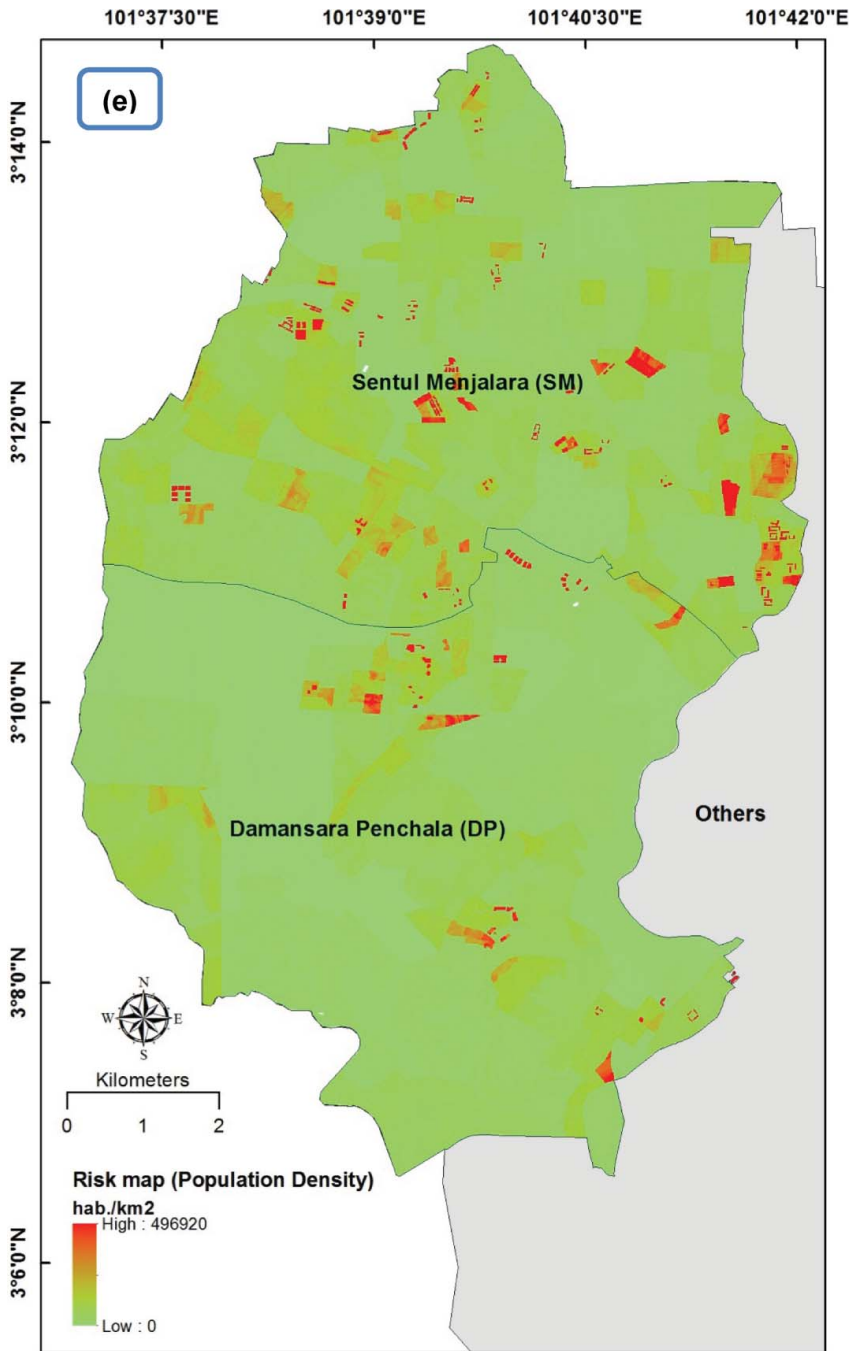 101°37'30"E 101°39'0"E 101°40'30"E 101°42'0"E
(e)
3°14'0"N
Sentul Menjalara (SM)
3°12'0"N
3°10'0"N
Damansara Penchala (DP)
Others
3°8'0"N
N
W E
S
Kilometers
0 1 2
Risk map (Population Density)
hab./km2
High : 496920
Low : 0
3°6'0"N